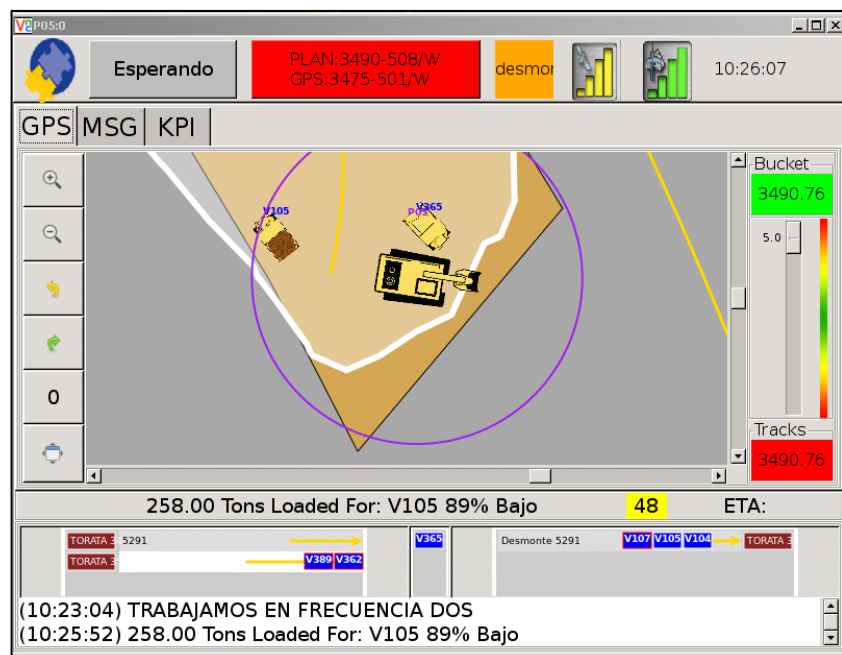 P05:0
Esperando
PLAN:3490-508/W
GPS:3475-501/W
desmor
10:26:07
GPS MSG KPI
Bucket
3490.76
5.0
V105
V365
P05
0
Tracks
3490.76
258.00 Tons Loaded For: V105 89% Bajo 48 ETA:
TORATA 3 5291
V365
Desmonte 5291 V107 V105 V104 TORATA 3
TORATA 3 V389 V362
(10:23:04) TRABAJAMOS EN FRECUENCIA DOS
(10:25:52) 258.00 Tons Loaded For: V105 89% Bajo